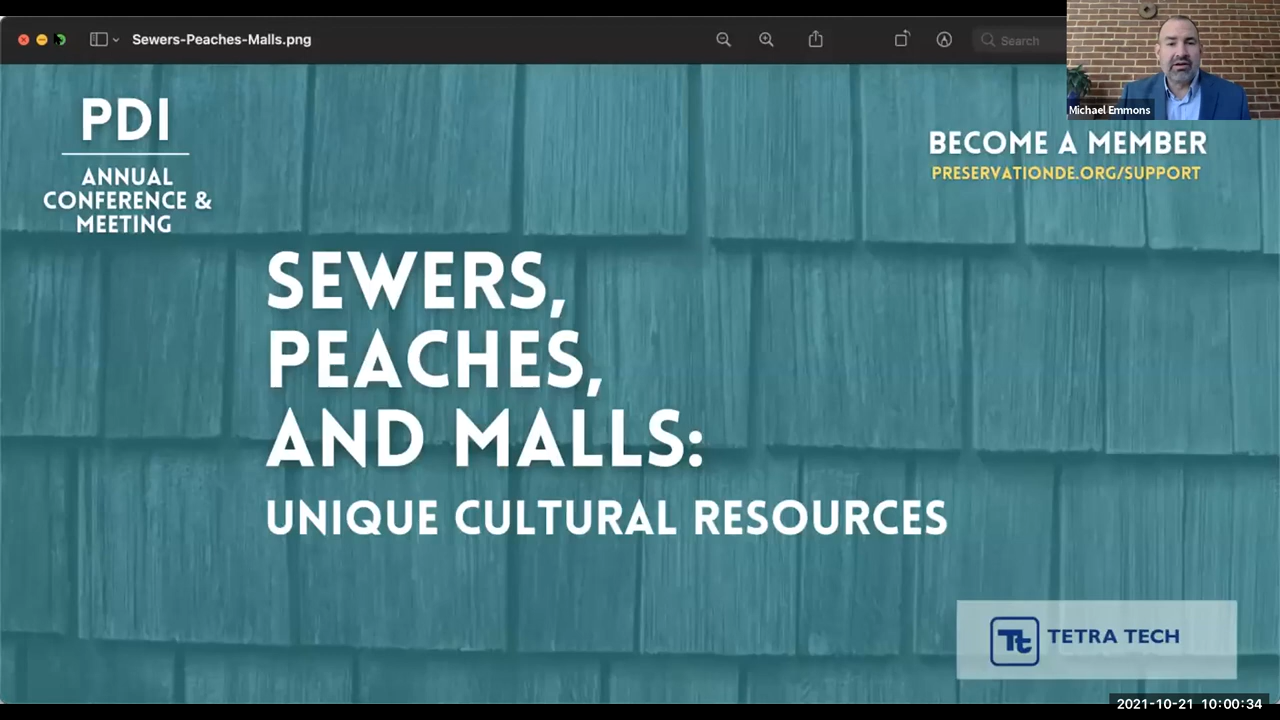 Sewers-Peaches-Malls.png
Search
Michael Emmons
PDI
ANNUAL
CONFERENCE &
MEETING
BECOME A MEMBER
PRESERVATIONDE.ORG/SUPPORT
SEWERS,
PEACHES,
AND MALLS:
UNIQUE CULTURAL RESOURCES
Tt TETRA TECH
2021-10-21 10:00:34